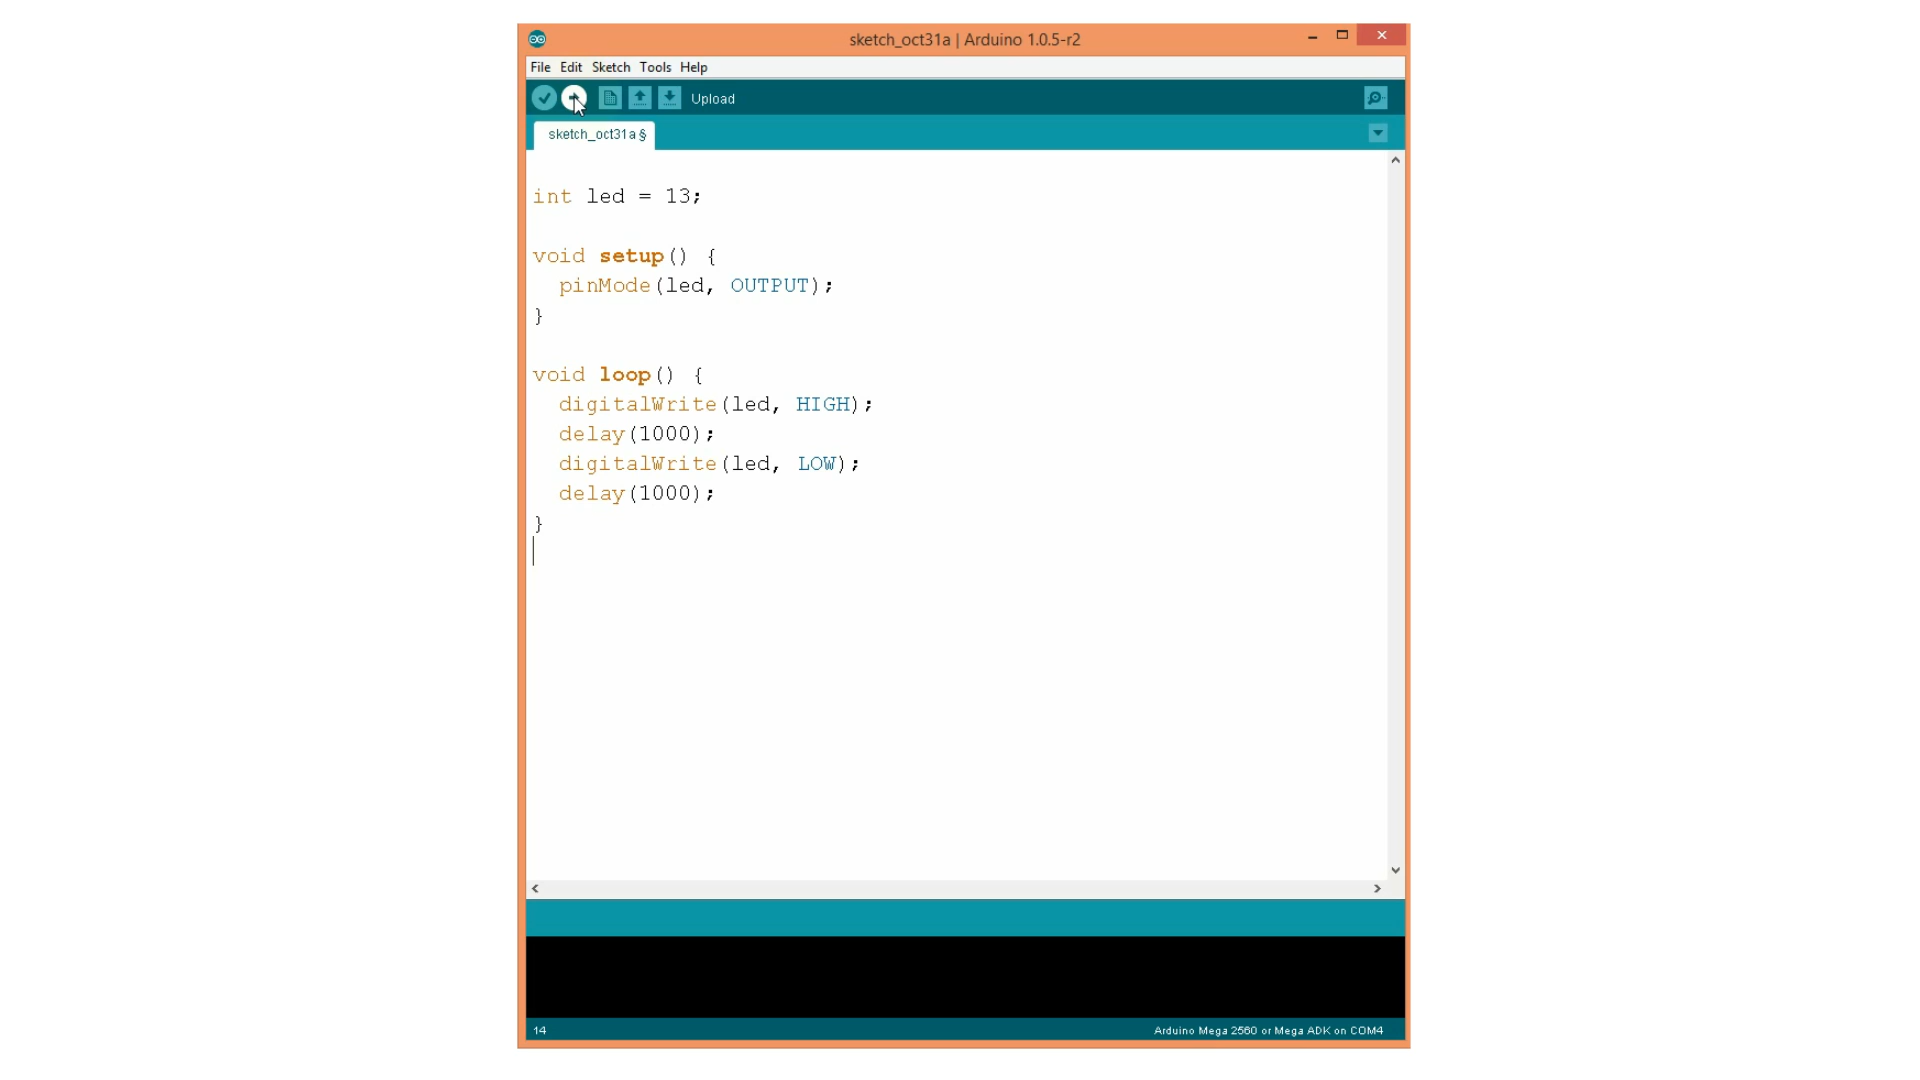 sketch_oct31a | Arduino 1.0.5-r2
File Edit Sketch Tools Help
Upload
sketch_oct31a §
int led = 13;
void setup() {
  pinMode(led, OUTPUT);
}
void loop() {
  digitalWrite(led, HIGH);
  delay(1000);
  digitalWrite(led, LOW);
  delay(1000);
}
14
Arduino Mega 2560 or Mega ADK on COM4